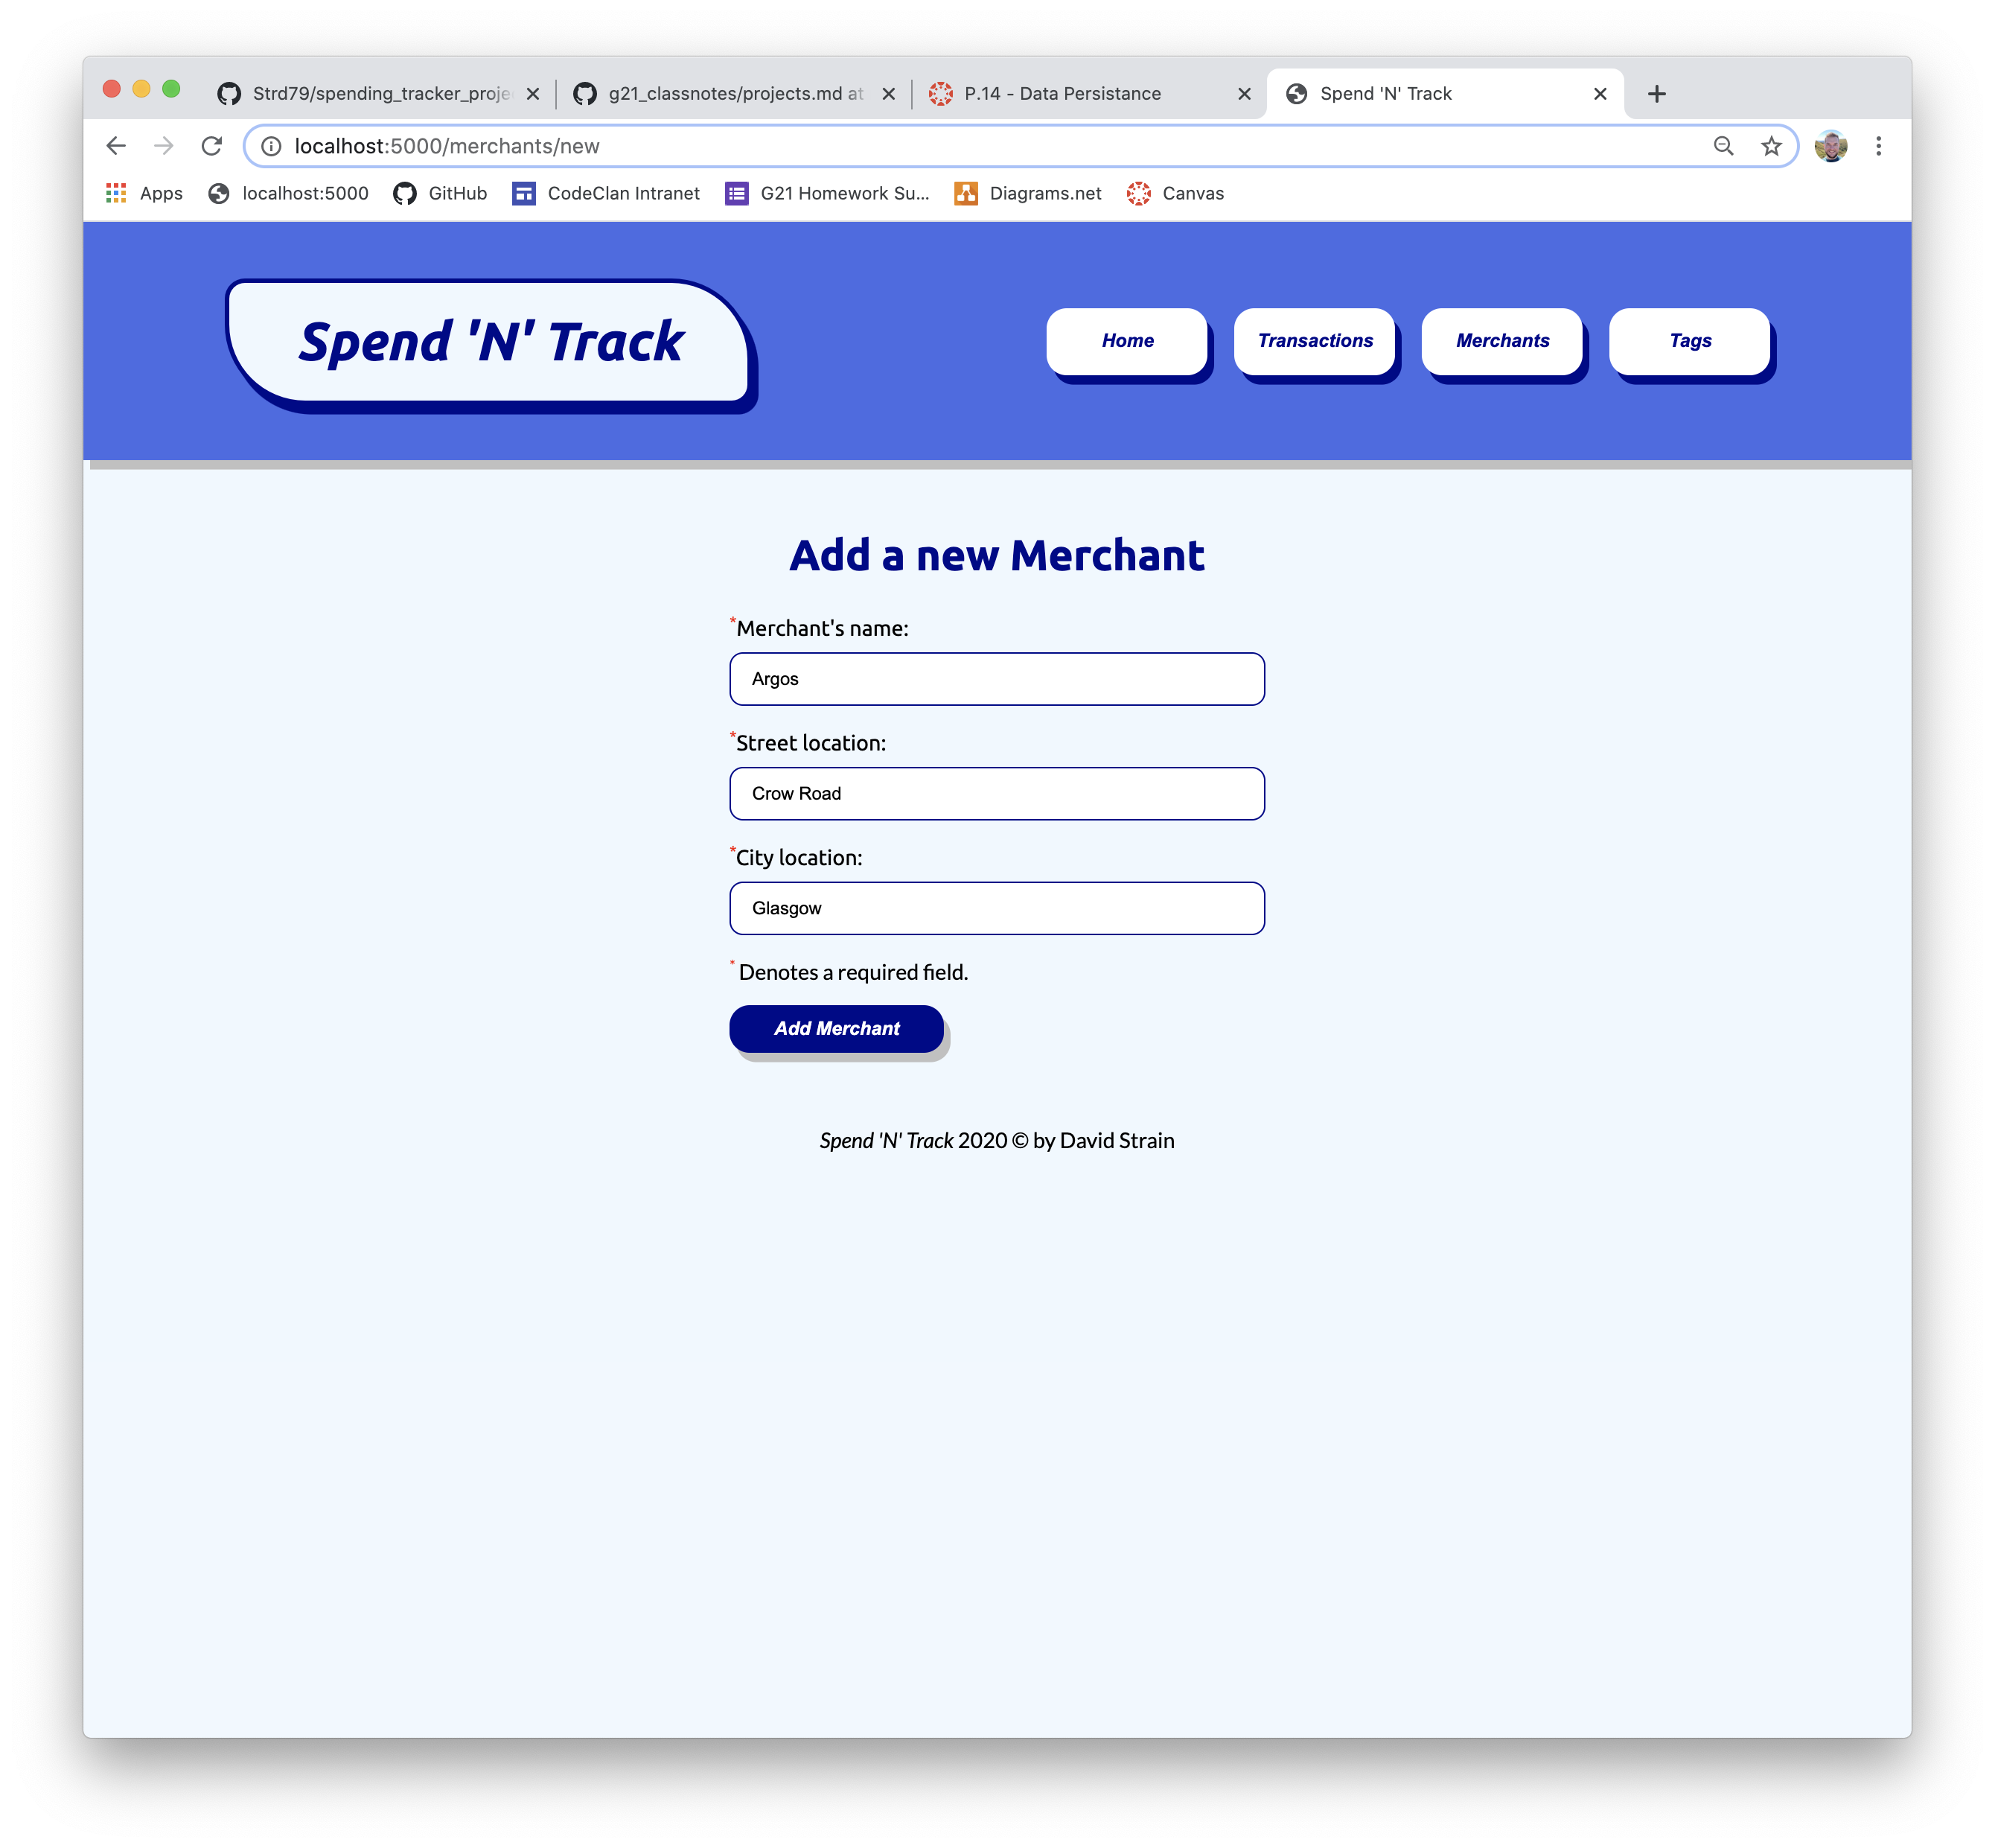 Strd79/spending_tracker_proje
g21_classnotes/projects.md at
P.14 - Data Persistance
Spend 'N' Track
localhost:5000/merchants/new
Apps
localhost:5000
GitHub
CodeClan Intranet
G21 Homework Su...
Diagrams.net
Canvas
Spend 'N' Track
Home
Transactions
Merchants
Tags
Add a new Merchant
*Merchant's name:
Argos
*Street location:
Crow Road
*City location:
Glasgow
* Denotes a required field.
Add Merchant
Spend 'N' Track 2020 © by David Strain